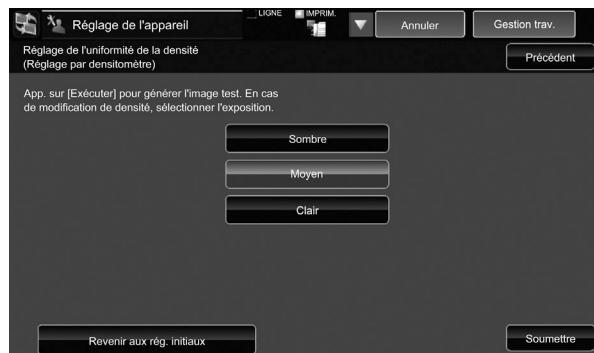 Réglage de l'appareil
LIGNE
IMPRIM.
Annuler
Gestion trav.
Réglage de l'uniformité de la densité
(Réglage par densitomètre)
Précédent
App. sur [Exécuter] pour générer l'image test. En cas
de modification de densité, sélectionner l'exposition.
Sombre
Moyen
Clair
Revenir aux rég. initiaux
Soumettre